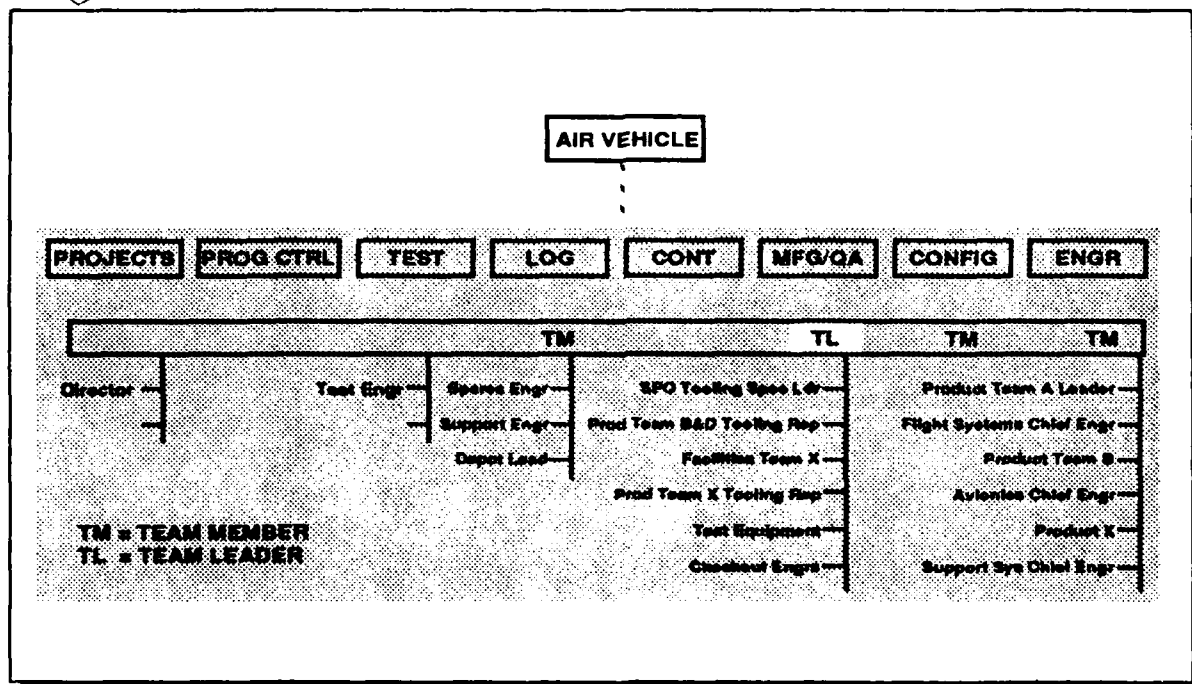 AIR VEHICLE
PROJECTS PROG CTRL TEST LOG CONT MFG/QA CONFIG ENGR
TM TL TM TM
Director Test Engr Spares Engr SPO Tooling Spec Ldr Product Team A Leader
Support Engr Prod Team B&D Tooling Rep Flight Systems Chief Engr
Depot Lead Facilities Team X Product Team B
Prod Team X Tooling Rep Avionics Chief Engr
TM = TEAM MEMBER Test Equipment Product X
TL = TEAM LEADER Checkout Engrs Support Sys Chief Engr